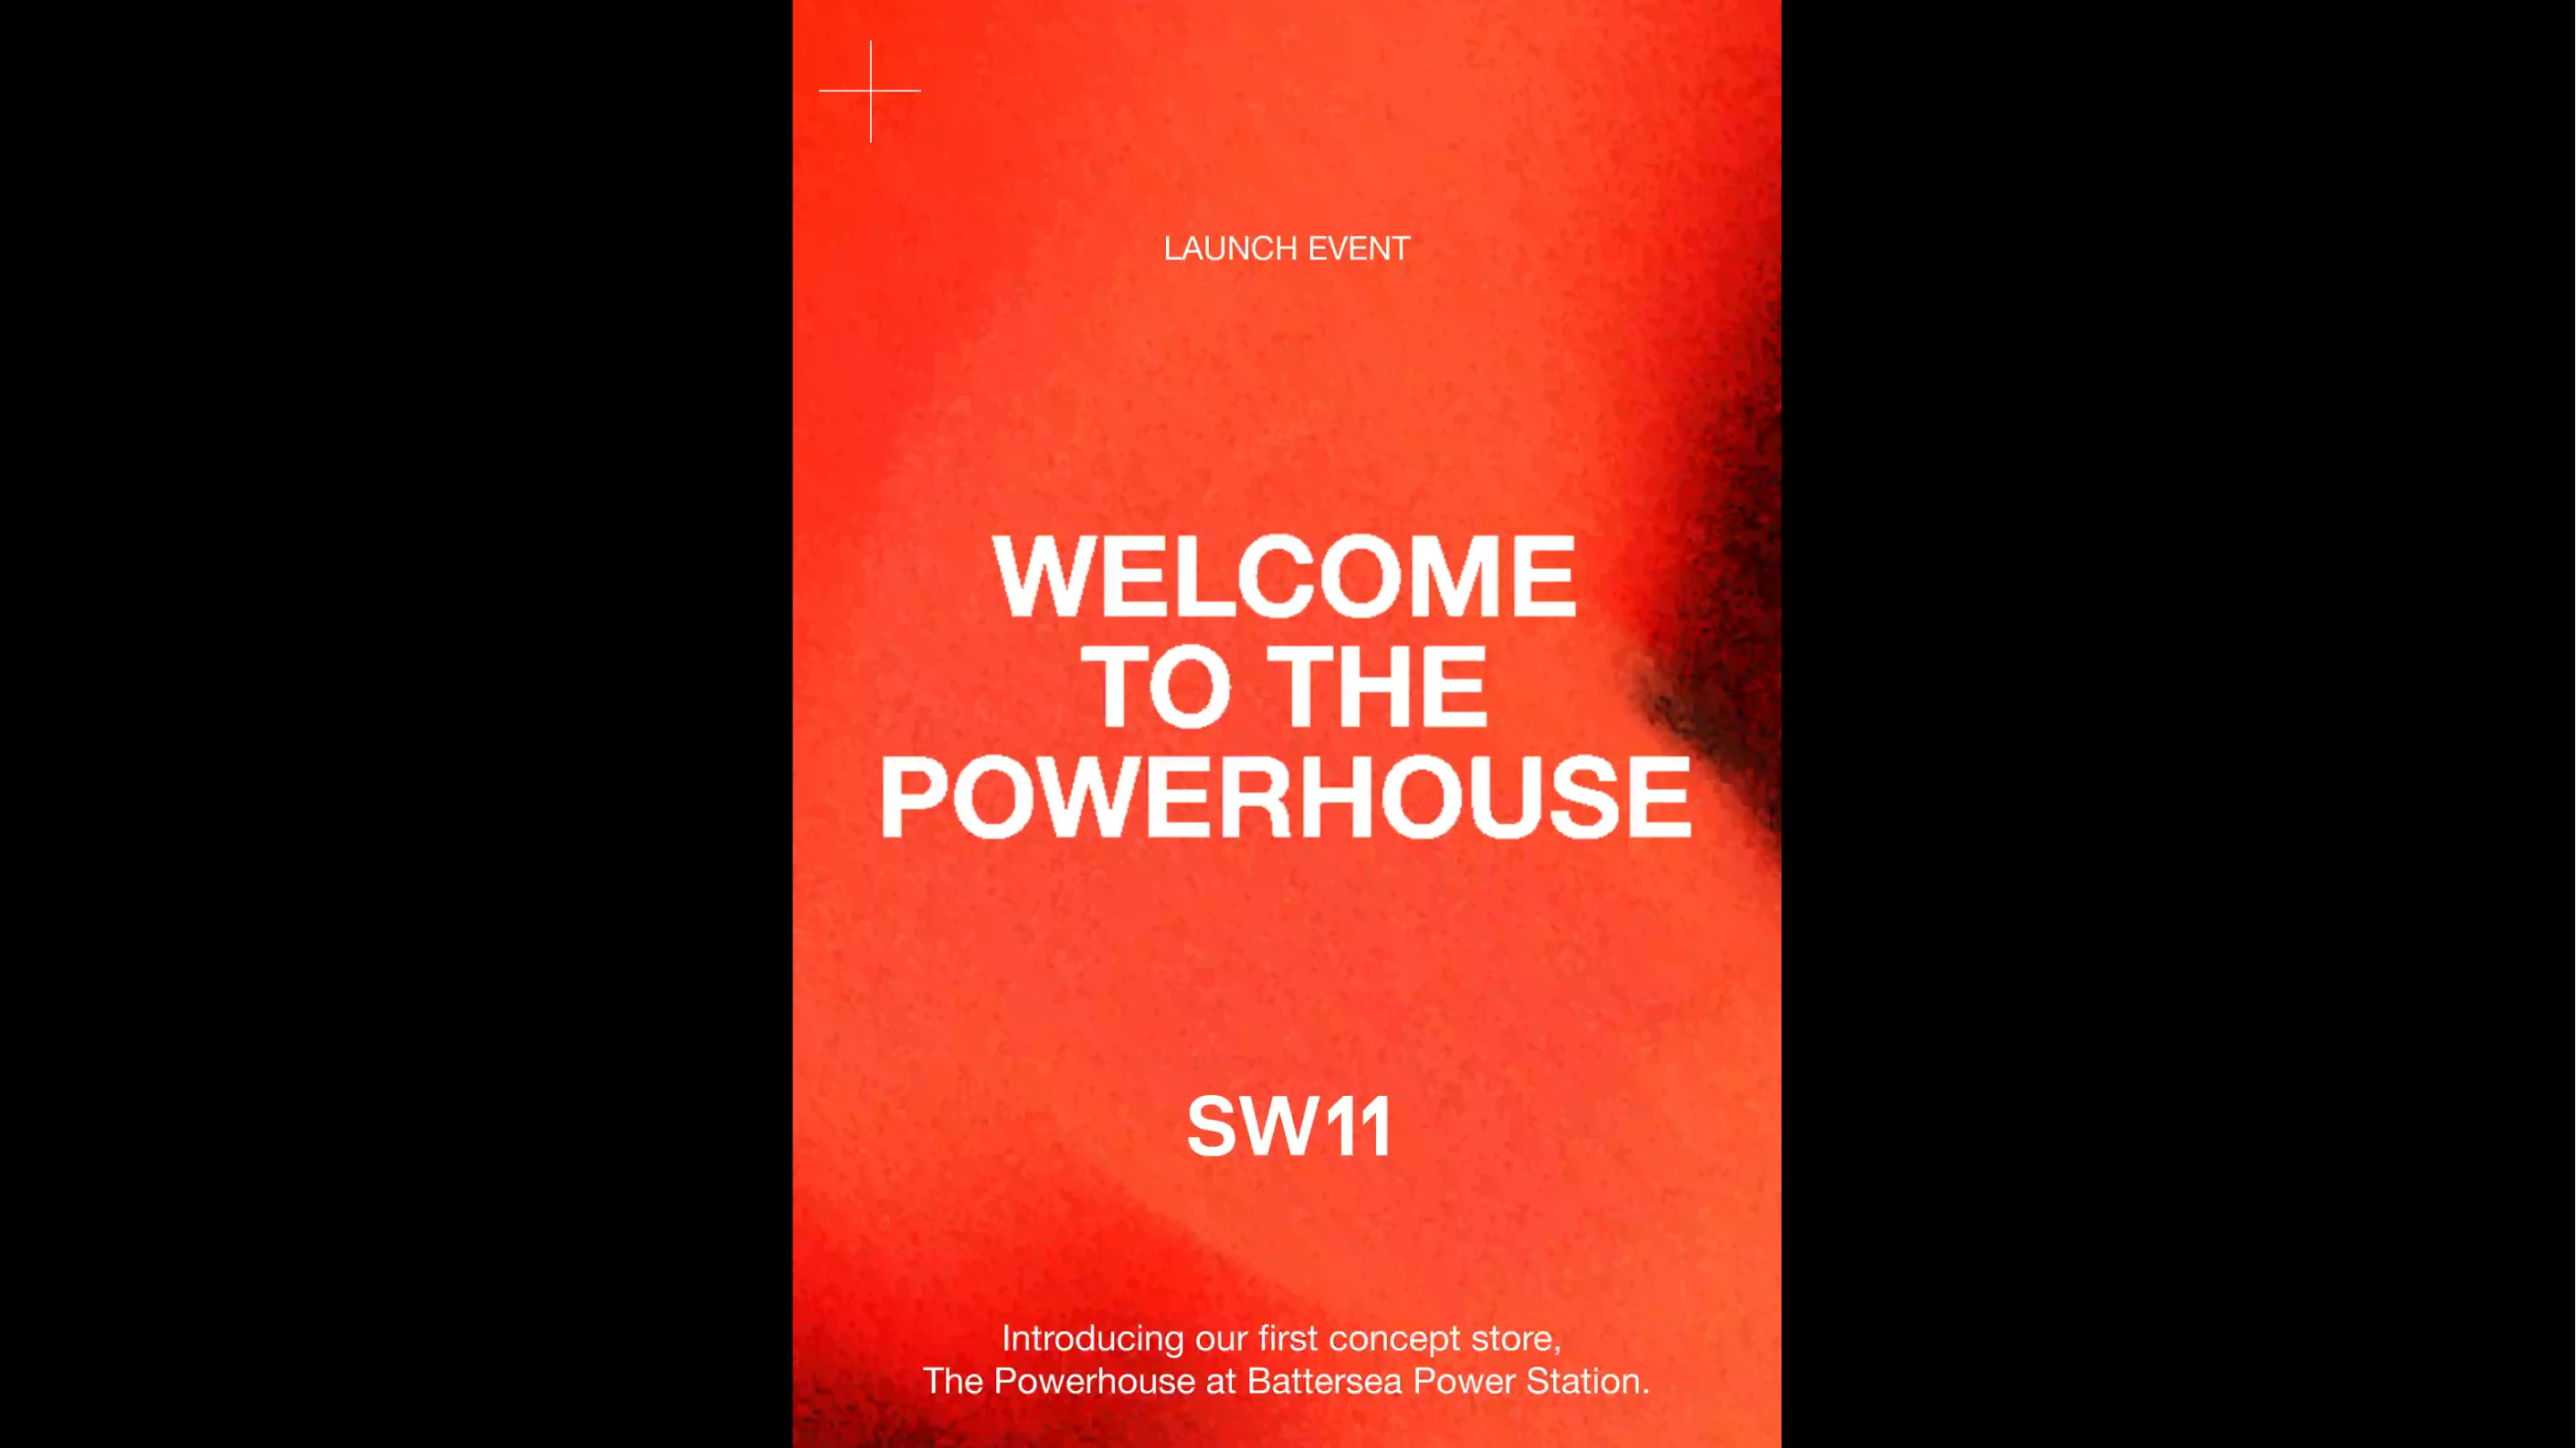 LAUNCH EVENT
WELCOME
TO THE
POWERHOUSE
SW11
Introducing our first concept store,
The Powerhouse at Battersea Power Station.